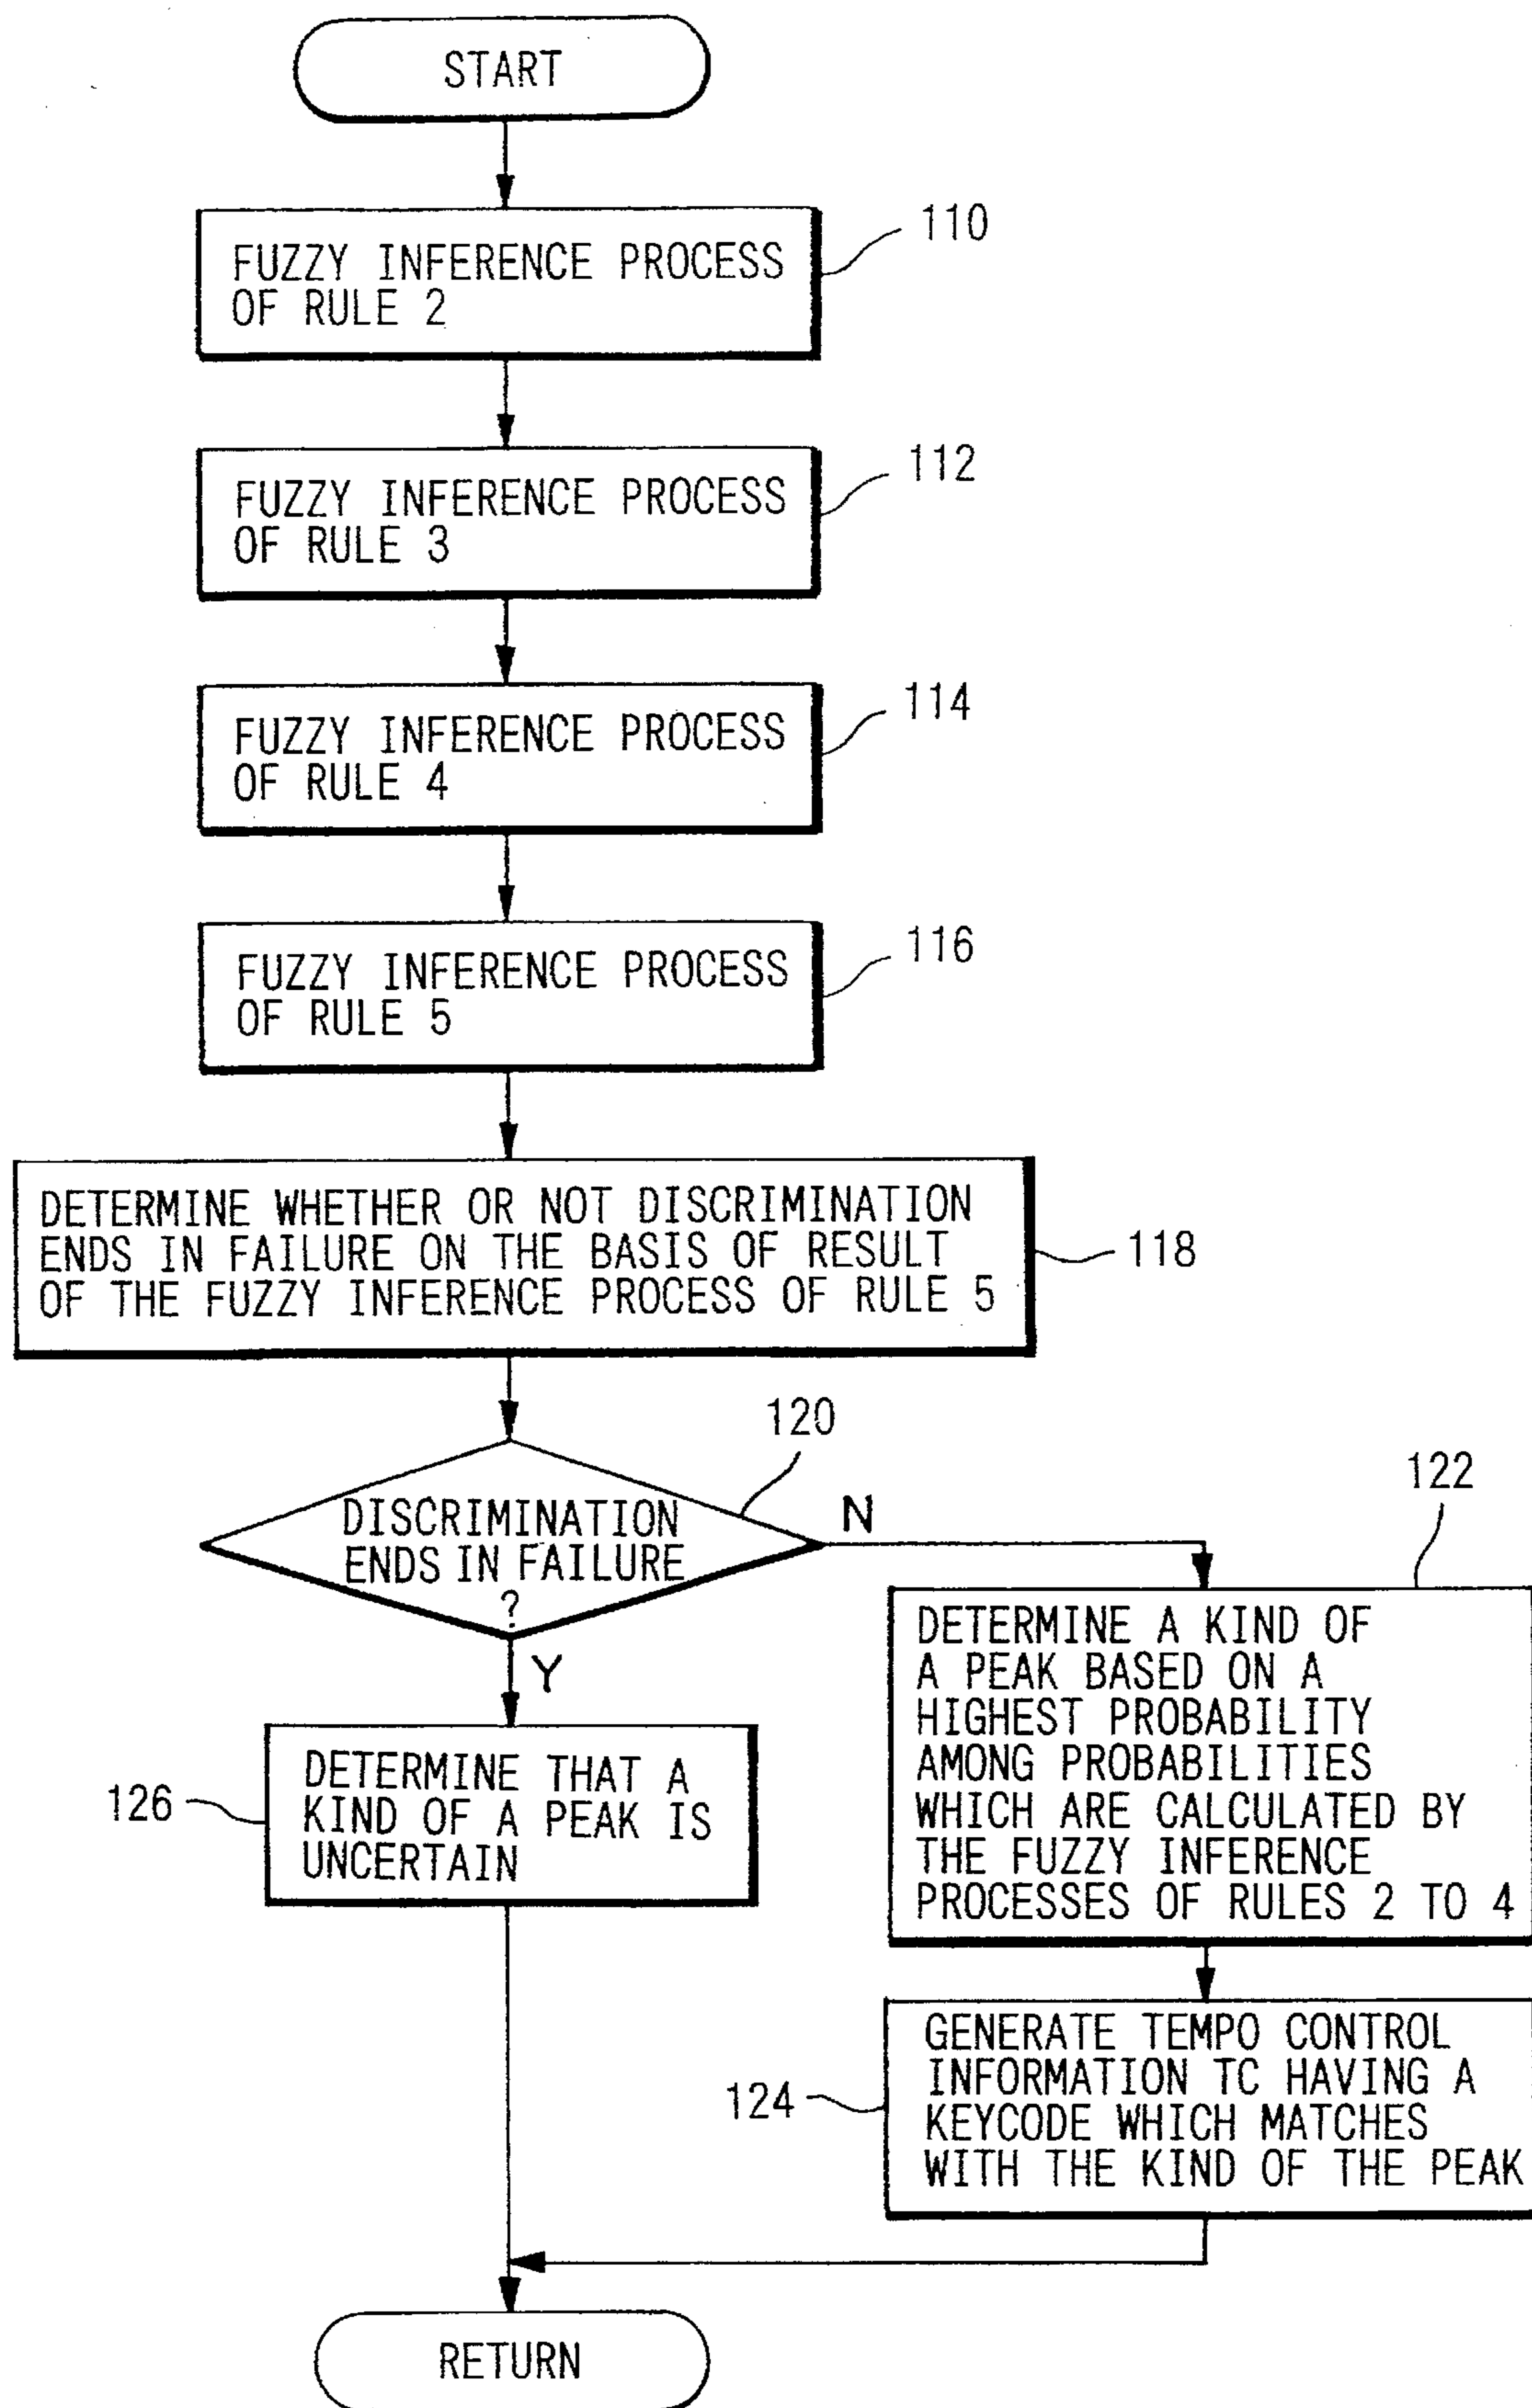 START
FUZZY INFERENCE PROCESS
OF RULE 2
110
FUZZY INFERENCE PROCESS
OF RULE 3
112
FUZZY INFERENCE PROCESS
OF RULE 4
114
FUZZY INFERENCE PROCESS
OF RULE 5
116
DETERMINE WHETHER OR NOT DISCRIMINATION
ENDS IN FAILURE ON THE BASIS OF RESULT
OF THE FUZZY INFERENCE PROCESS OF RULE 5
118
DISCRIMINATION
ENDS IN FAILURE
?
120
N
Y
122
DETERMINE A KIND OF
A PEAK BASED ON A
HIGHEST PROBABILITY
AMONG PROBABILITIES
WHICH ARE CALCULATED BY
THE FUZZY INFERENCE
PROCESSES OF RULES 2 TO 4
126
DETERMINE THAT A
KIND OF A PEAK IS
UNCERTAIN
124
GENERATE TEMPO CONTROL
INFORMATION TC HAVING A
KEYCODE WHICH MATCHES
WITH THE KIND OF THE PEAK
RETURN